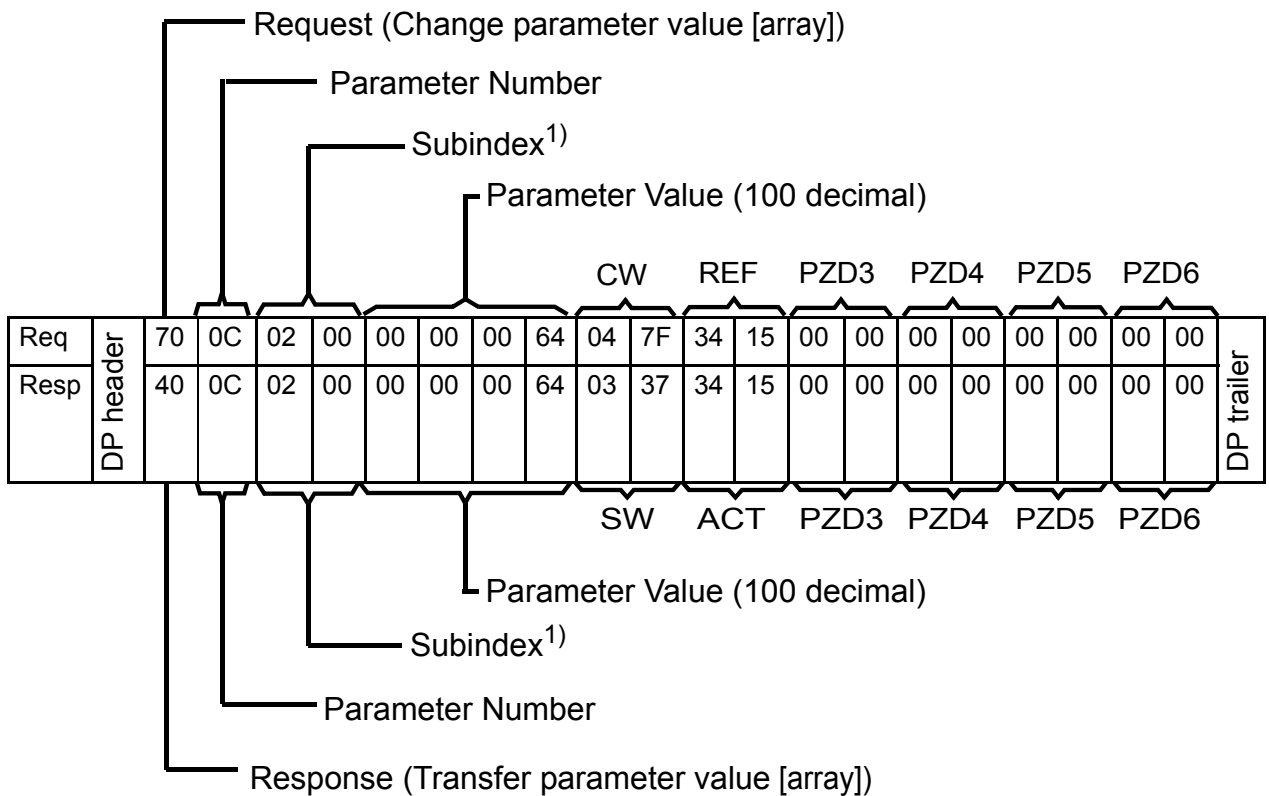 Request (Change parameter value [array])
Parameter Number
Subindex1)
Parameter Value (100 decimal)
CW REF PZD3 PZD4 PZD5 PZD6
Req DP header 70 0C 02 00 00 00 00 64 04 7F 34 15 00 00 00 00 00 00 00 00 DP trailer
Resp 40 0C 02 00 00 00 00 64 03 37 34 15 00 00 00 00 00 00 00 00
SW ACT PZD3 PZD4 PZD5 PZD6
Parameter Value (100 decimal)
Subindex1)
Parameter Number
Response (Transfer parameter value [array])